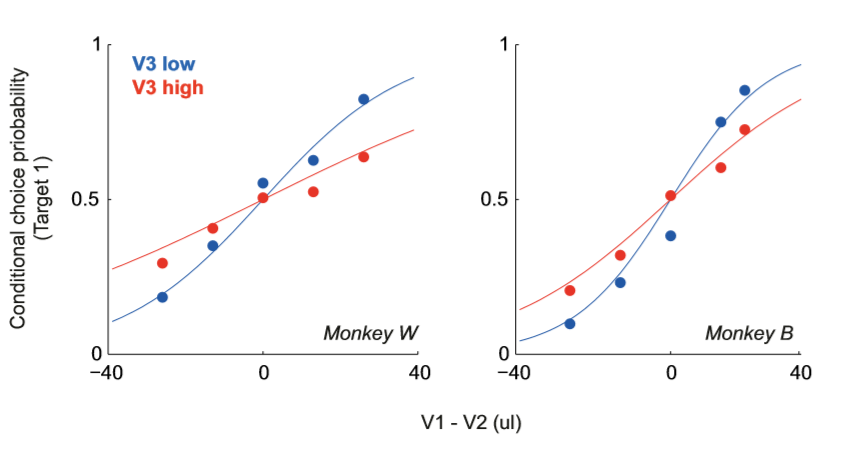 Conditional choice priobability
(Target 1)
1
0.5
0
V3 low
V3 high
Monkey W
−40
0
40
1
0.5
0
Monkey B
−40
0
40
V1 - V2 (ul)